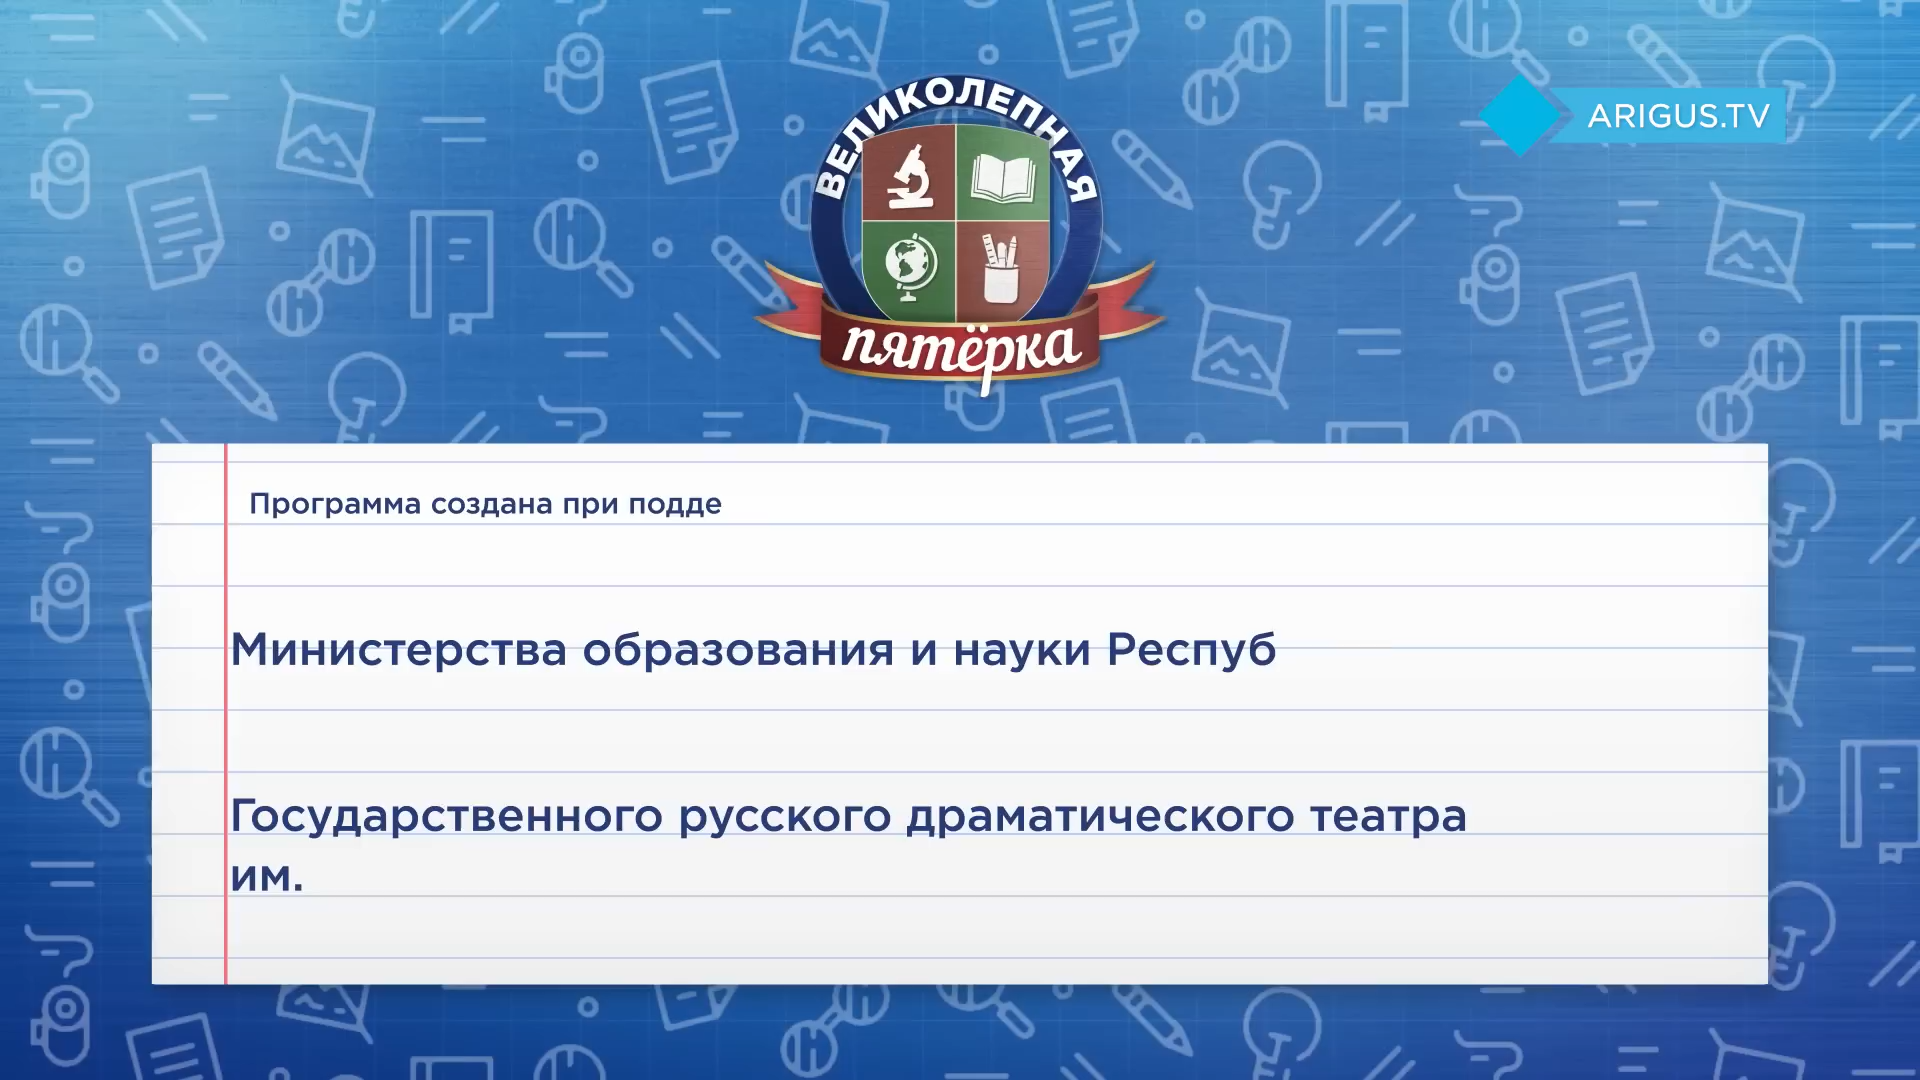 ВЕЛИКОЛЕПНАЯ
ARIGUS.TV
пятёрка
Программа создана при подде
Министерства образования и науки Респуб
Государственного русского драматического театра
им.